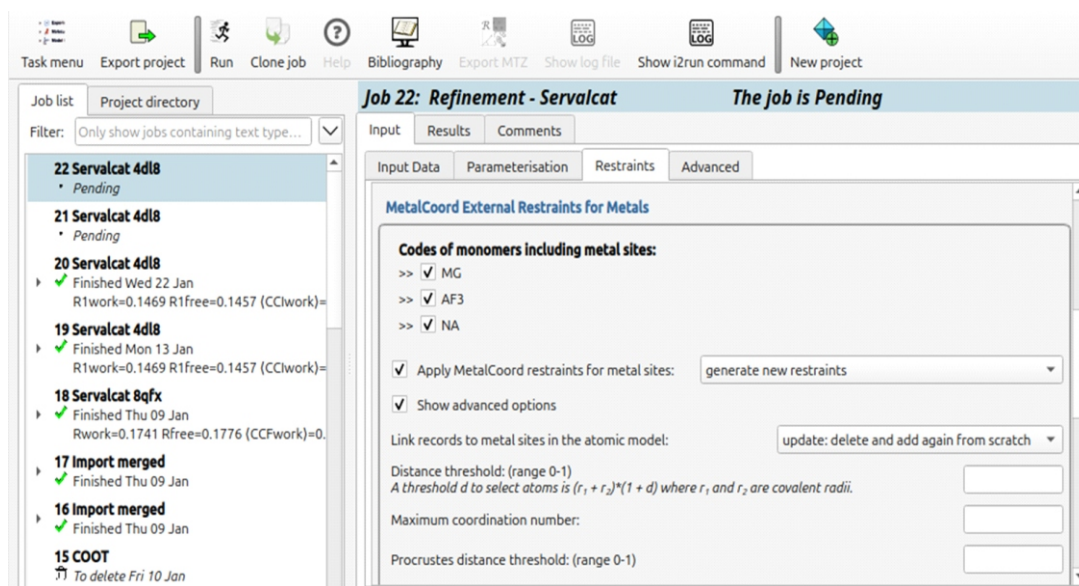 Task menu Export project Run Clone job Help Bibliography Export MTZ Show log file Show i2run command New project
Job list Project directory
Filter: Only show jobs containing text type...
22 Servalcat 4dl8
Pending
21 Servalcat 4dl8
Pending
20 Servalcat 4dl8
Finished Wed 22 Jan
R1work=0.1469 R1free=0.1457 (CCIwork)=
19 Servalcat 4dl8
Finished Mon 13 Jan
R1work=0.1469 R1free=0.1457 (CCIwork)=
18 Servalcat 8qfx
Finished Thu 09 Jan
Rwork=0.1741 Rfree=0.1776 (CCFwork)=0.
17 Import merged
Finished Thu 09 Jan
16 Import merged
Finished Thu 09 Jan
15 COOT
To delete Fri 10 Jan
Job 22: Refinement - Servalcat The job is Pending
Input Results Comments
Input Data Parameterisation Restraints Advanced
MetalCoord External Restraints for Metals
Codes of monomers including metal sites:
>> MG
>> AF3
>> NA
Apply MetalCoord restraints for metal sites: generate new restraints
Show advanced options
Link records to metal sites in the atomic model: update: delete and add again from scratch
Distance threshold: (range 0-1)
A threshold d to select atoms is (r₁ + r₂)*(1 + d) where r₁ and r₂ are covalent radii.
Maximum coordination number:
Procrustes distance threshold: (range 0-1)